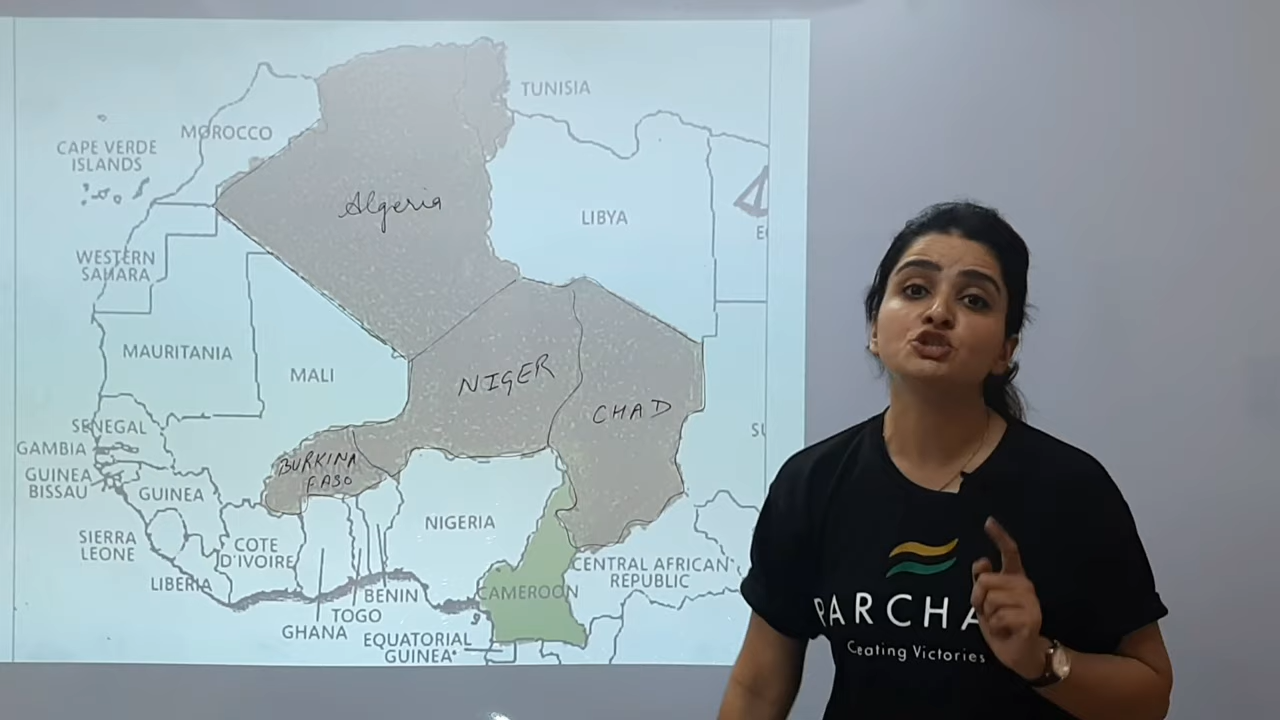 TUNISIA
MOROCCO
CAPE VERDE
ISLANDS
Algeria
LIBYA
WESTERN
SAHARA
MAURITANIA
MALI
NIGER
CHAD
SENEGAL
GAMBIA
GUINEA
BISSAU
GUINEA
BURKINA
FASO
NIGERIA
SIERRA
LEONE
COTE
D'IVOIRE
CENTRAL AFRICAN
REPUBLIC
LIBERIA
CAMEROON
BENIN
TOGO
GHANA
EQUATORIAL
GUINEA
PARCHA
Ceating Victories